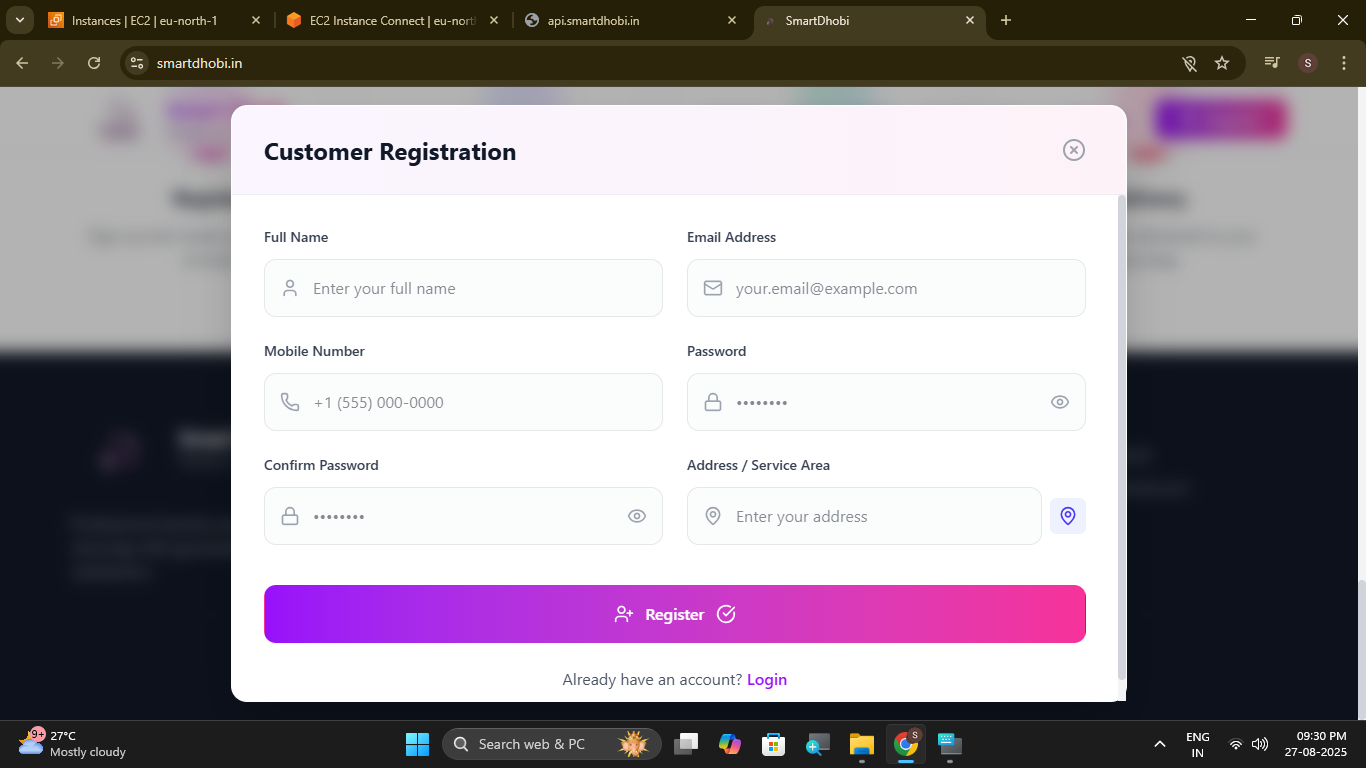 Instances | EC2 | eu-north-1
EC2 Instance Connect | eu-nort
api.smartdhobi.in
SmartDhobi
smartdhobi.in
S
Customer Registration
Full Name
Email Address
Enter your full name
your.email@example.com
Mobile Number
Password
+1 (555) 000-0000
••••••••
Confirm Password
Address / Service Area
••••••••
Enter your address
Register
Already have an account? Login
9+
27°C
Mostly cloudy
Search web & PC
S
ENG
IN
09:30 PM
27-08-2025